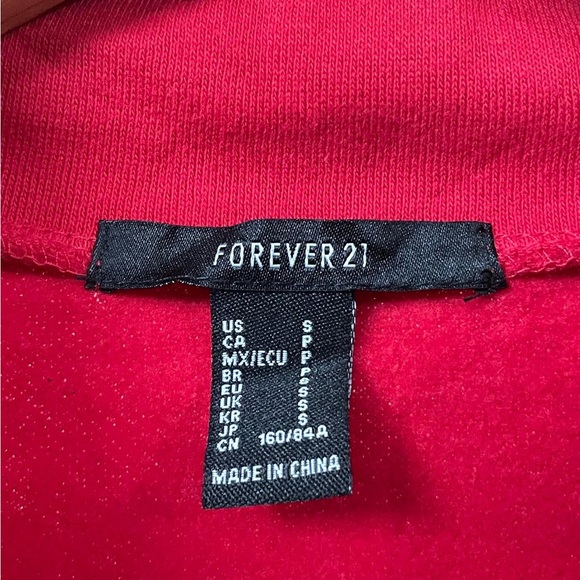 FOREVER 21
US S
CA P
MX/ECU P
BR P
EU S
UK S
KR S
JP S
CN 160/84A
MADE IN CHINA